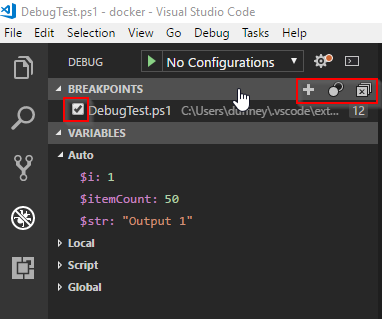 DebugTest.ps1 - docker - Visual Studio Code
File Edit Selection View Go Debug Tasks Help
DEBUG No Configurations
BREAKPOINTS
DebugTest.ps1 C:\Users\dunney\.vscode\ext... 12
VARIABLES
Auto
$i: 1
$itemCount: 50
$str: "Output 1"
Local
Script
Global